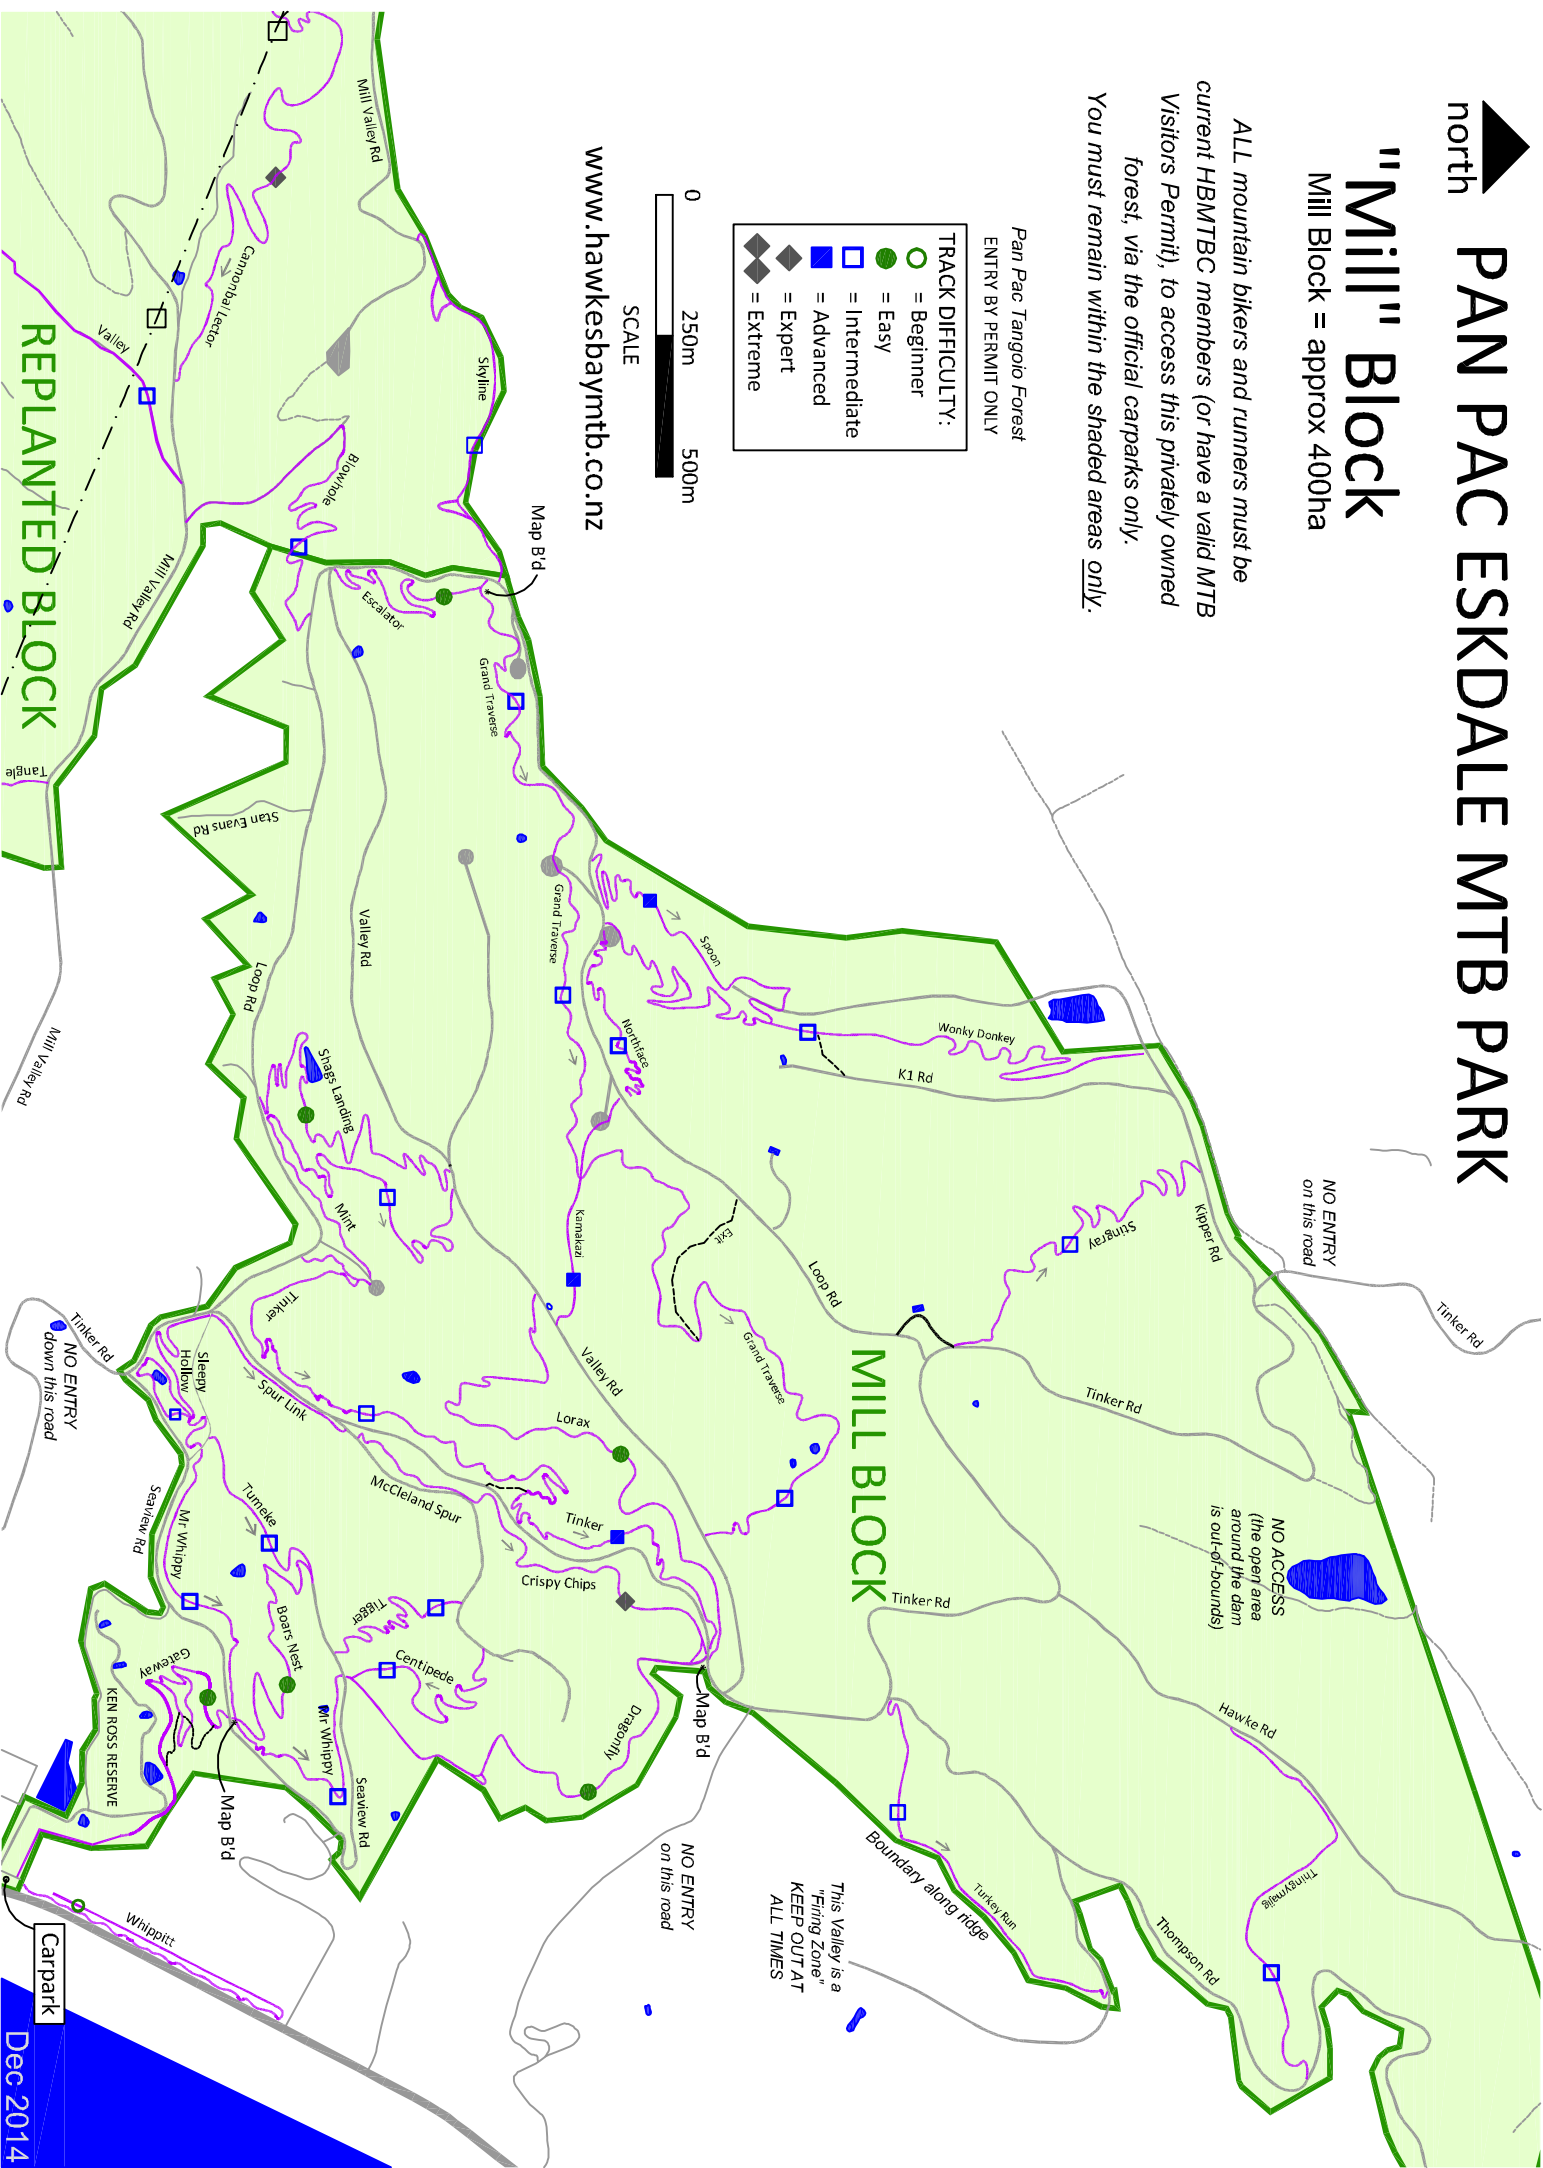 PAN PAC ESKDALE MTB PARK
north
"Mill" Block
Mill Block = approx 400ha
ALL mountain bikers and runners must be
current HBMTBC members (or have a valid MTB
Visitors Permit), to access this privately owned
forest, via the official carparks only.
You must remain within the shaded areas only.
Pan Pac Tangoio Forest
ENTRY BY PERMIT ONLY
TRACK DIFFICULTY:
= Beginner
= Easy
= Intermediate
= Advanced
= Expert
= Extreme
0
250m
500m
SCALE
www.hawkesbaymtb.co.nz
Mill Valley Rd
Cannonbal Lector
Valley
REPLANTED BLOCK
Skyline
Blowhole
Map B'd
Mill Valley Rd
Escalator
Grand Traverse
Tangle
Stan Evans Rd
Mill Valley Rd
Valley Rd
Loop Rd
Grand Traverse
Spoon
Northface
Wonky Donkey
K1 Rd
Shags Landing
Mint
Kamakazi
Exit
Loop Rd
Stingray
Kipper Rd
NO ENTRY
on this road
Tinker Rd
Tinker
Valley Rd
Grand Traverse
MILL BLOCK
Tinker Rd
Tinker Rd
NO ENTRY
down this road
Sleepy
Hollow
Spur Link
Lorax
McCleland Spur
Tinker
Crispy Chips
Tumeke
Mr Whippy
Seaview Rd
Boars Nest
Tigger
Centipede
Gateway
KEN ROSS RESERVE
Mr Whippy
Seaview Rd
Dragonfly
Map B'd
Map B'd
Tinker Rd
NO ACCESS
(the open area
around the dam
is out-of-bounds)
Hawke Rd
Thingymajig
Thompson Rd
Turkey Run
Boundary along ridge
This Valley is a
"Firing Zone"
KEEP OUT AT
ALL TIMES
NO ENTRY
on this road
Whippitt
Carpark
Dec 2014